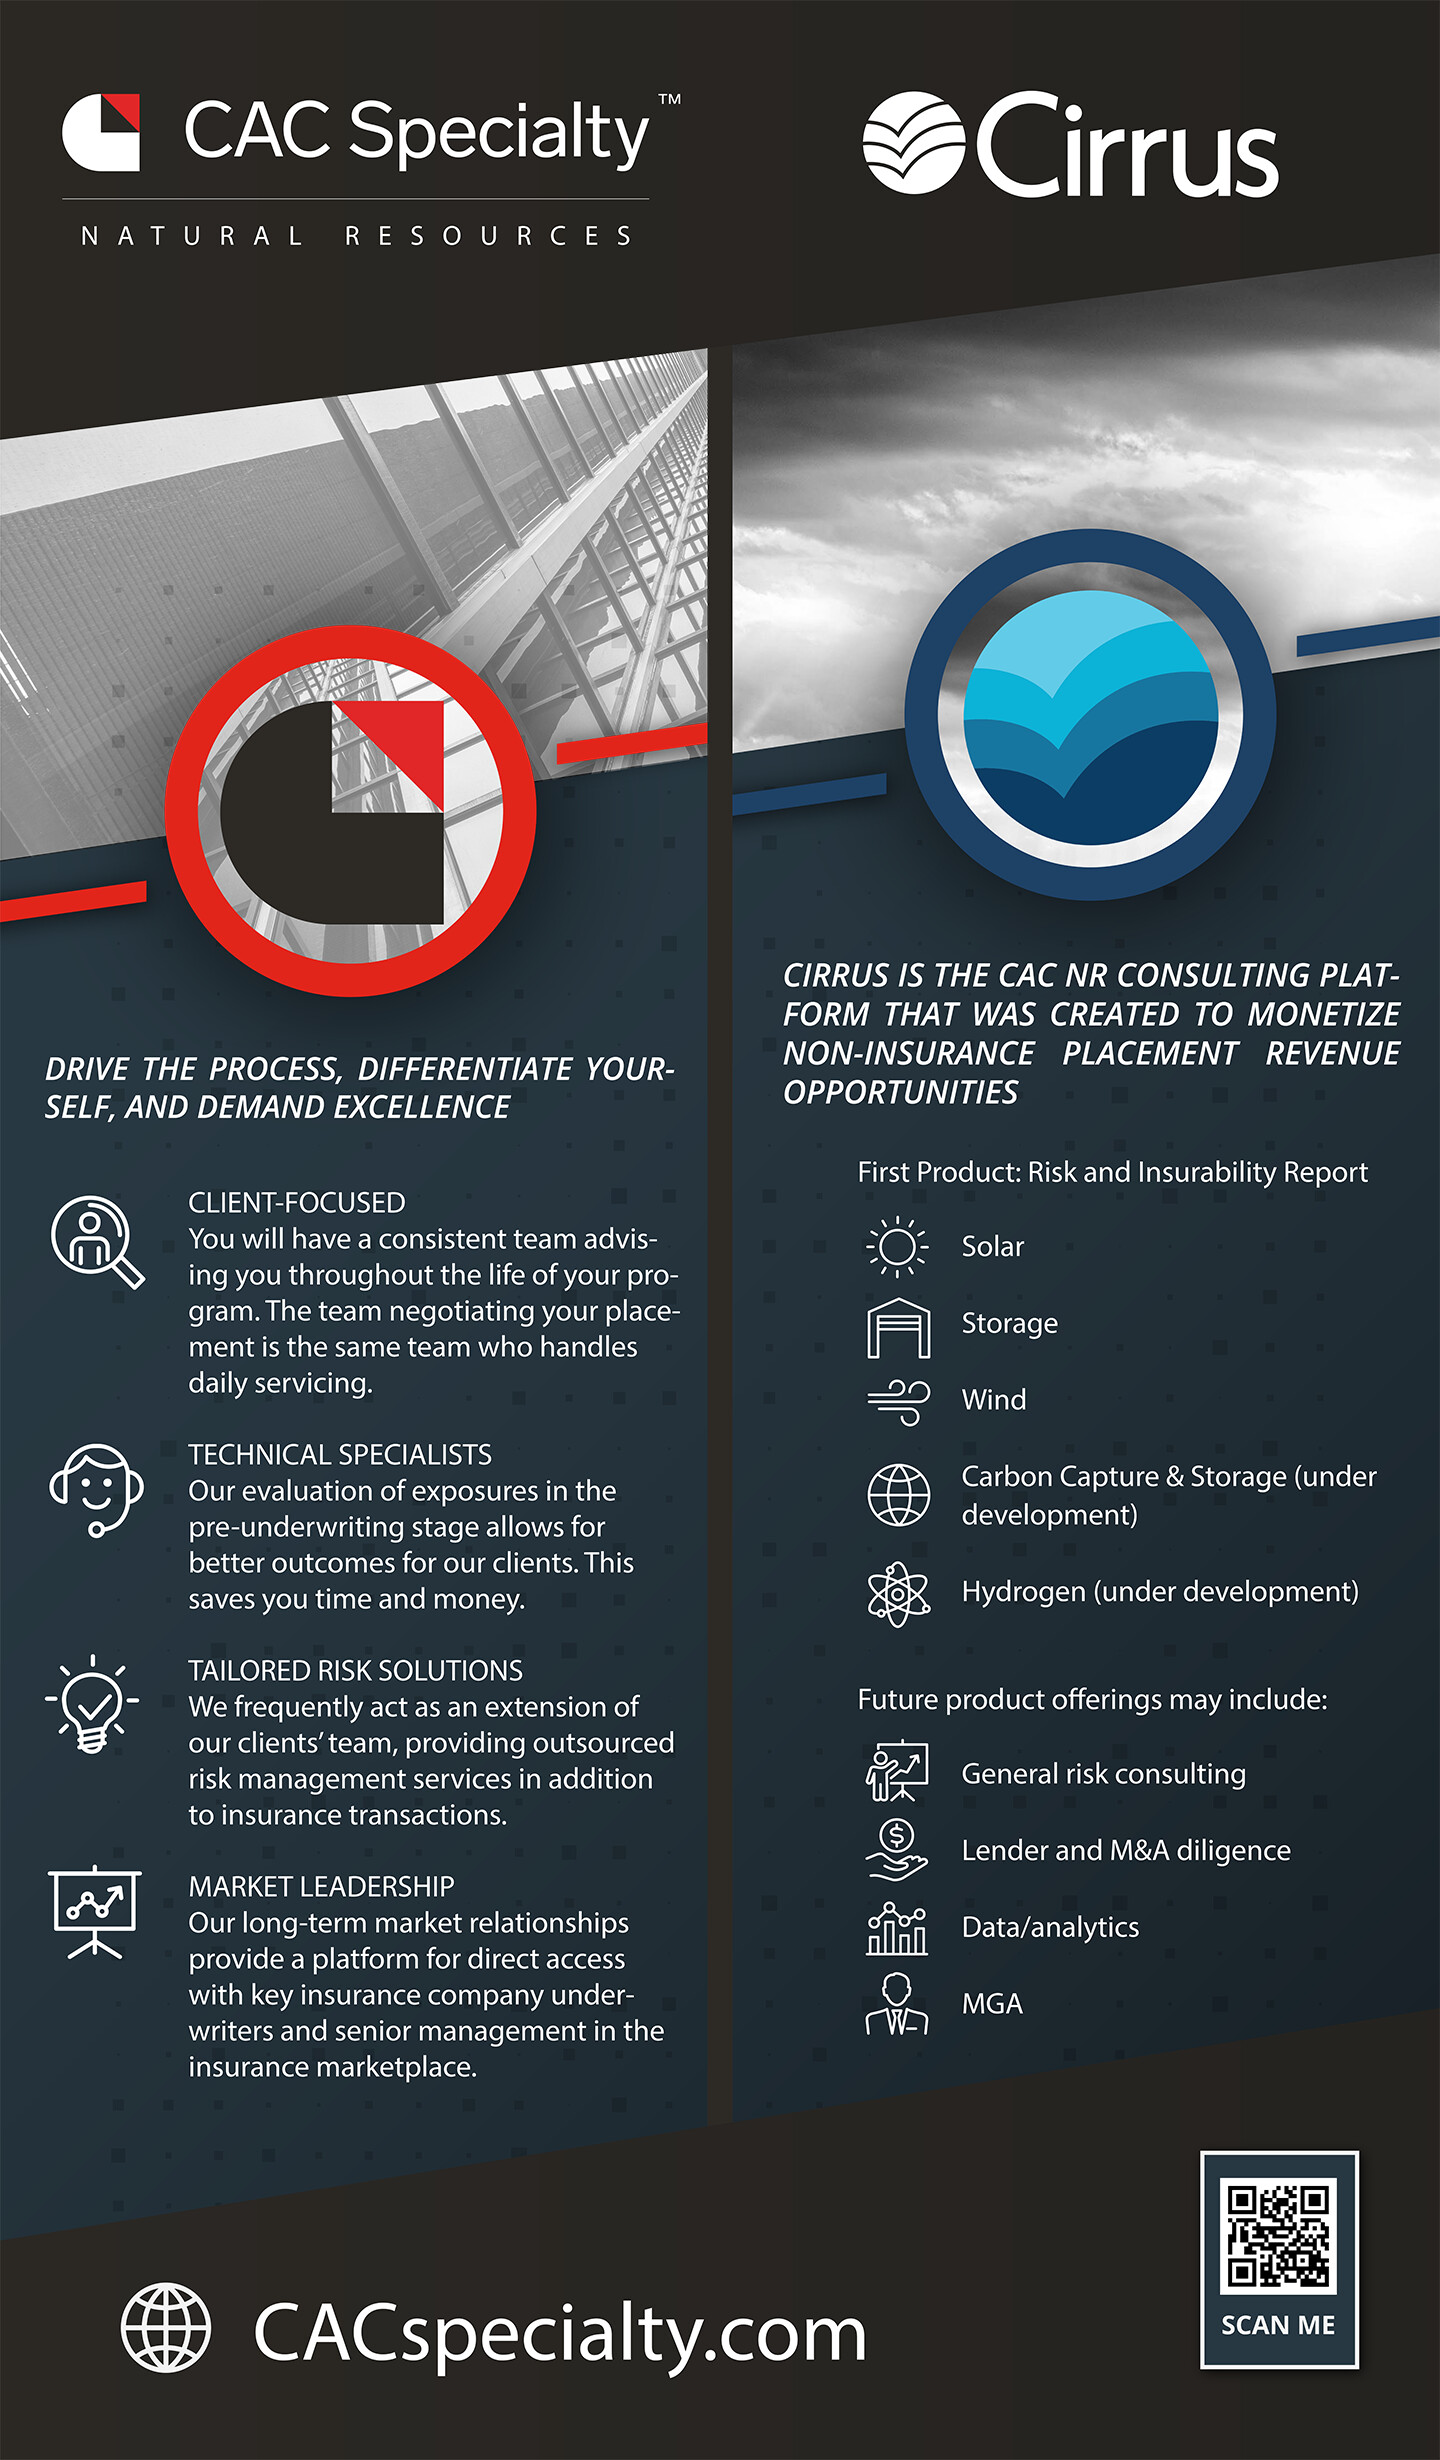 CAC Specialty™
NATURAL RESOURCES
DRIVE THE PROCESS, DIFFERENTIATE YOUR-
SELF, AND DEMAND EXCELLENCE
CLIENT-FOCUSED
You will have a consistent team advis-
ing you throughout the life of your pro-
gram. The team negotiating your place-
ment is the same team who handles
daily servicing.
TECHNICAL SPECIALISTS
Our evaluation of exposures in the
pre-underwriting stage allows for
better outcomes for our clients. This
saves you time and money.
TAILORED RISK SOLUTIONS
We frequently act as an extension of
our clients’ team, providing outsourced
risk management services in addition
to insurance transactions.
MARKET LEADERSHIP
Our long-term market relationships
provide a platform for direct access
with key insurance company under-
writers and senior management in the
insurance marketplace.
Cirrus
CIRRUS IS THE CAC NR CONSULTING PLAT-
FORM THAT WAS CREATED TO MONETIZE
NON-INSURANCE PLACEMENT REVENUE
OPPORTUNITIES
First Product: Risk and Insurability Report
Solar
Storage
Wind
Carbon Capture & Storage (under
development)
Hydrogen (under development)
Future product offerings may include:
General risk consulting
Lender and M&A diligence
Data/analytics
MGA
CACspecialty.com
SCAN ME